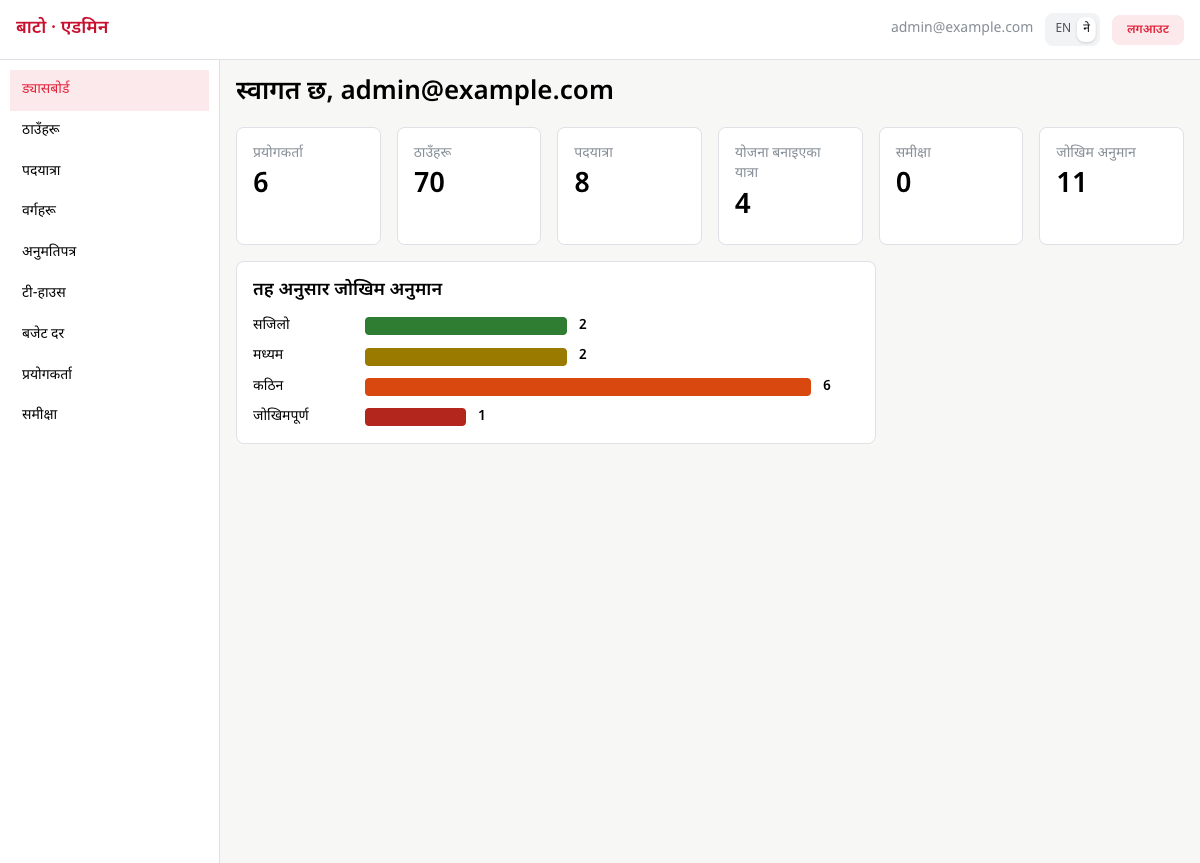 बाटो · एडमिन
admin@example.com
EN ने
लगआउट
ड्यासबोर्ड
ठाउँहरू
पदयात्रा
वर्गहरू
अनुमतिपत्र
टी-हाउस
बजेट दर
प्रयोगकर्ता
समीक्षा
स्वागत छ, admin@example.com
प्रयोगकर्ता
6
ठाउँहरू
70
पदयात्रा
8
योजना बनाइएका
यात्रा
4
समीक्षा
0
जोखिम अनुमान
11
तह अनुसार जोखिम अनुमान
सजिलो 2
मध्यम 2
कठिन 6
जोखिमपूर्ण 1